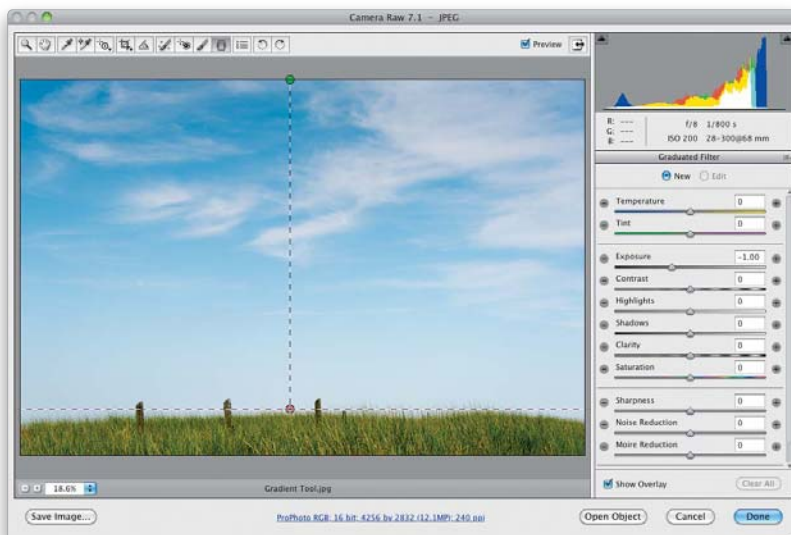 Camera Raw 7.1 – JPEG
Preview
R: ---
G: ---
B: ---
f/8 1/800 s
ISO 200 28-300@68 mm
Graduated Filter
New Edit
Temperature 0
Tint 0
Exposure -1.00
Contrast 0
Highlights 0
Shadows 0
Clarity 0
Saturation 0
Sharpness 0
Noise Reduction 0
Moire Reduction 0
Show Overlay Clear All
18.6% Gradient Tool.jpg
Save Image... ProPhoto RGB; 16 bit; 4256 by 2832 (12.1MP); 240 ppi Open Object Cancel Done